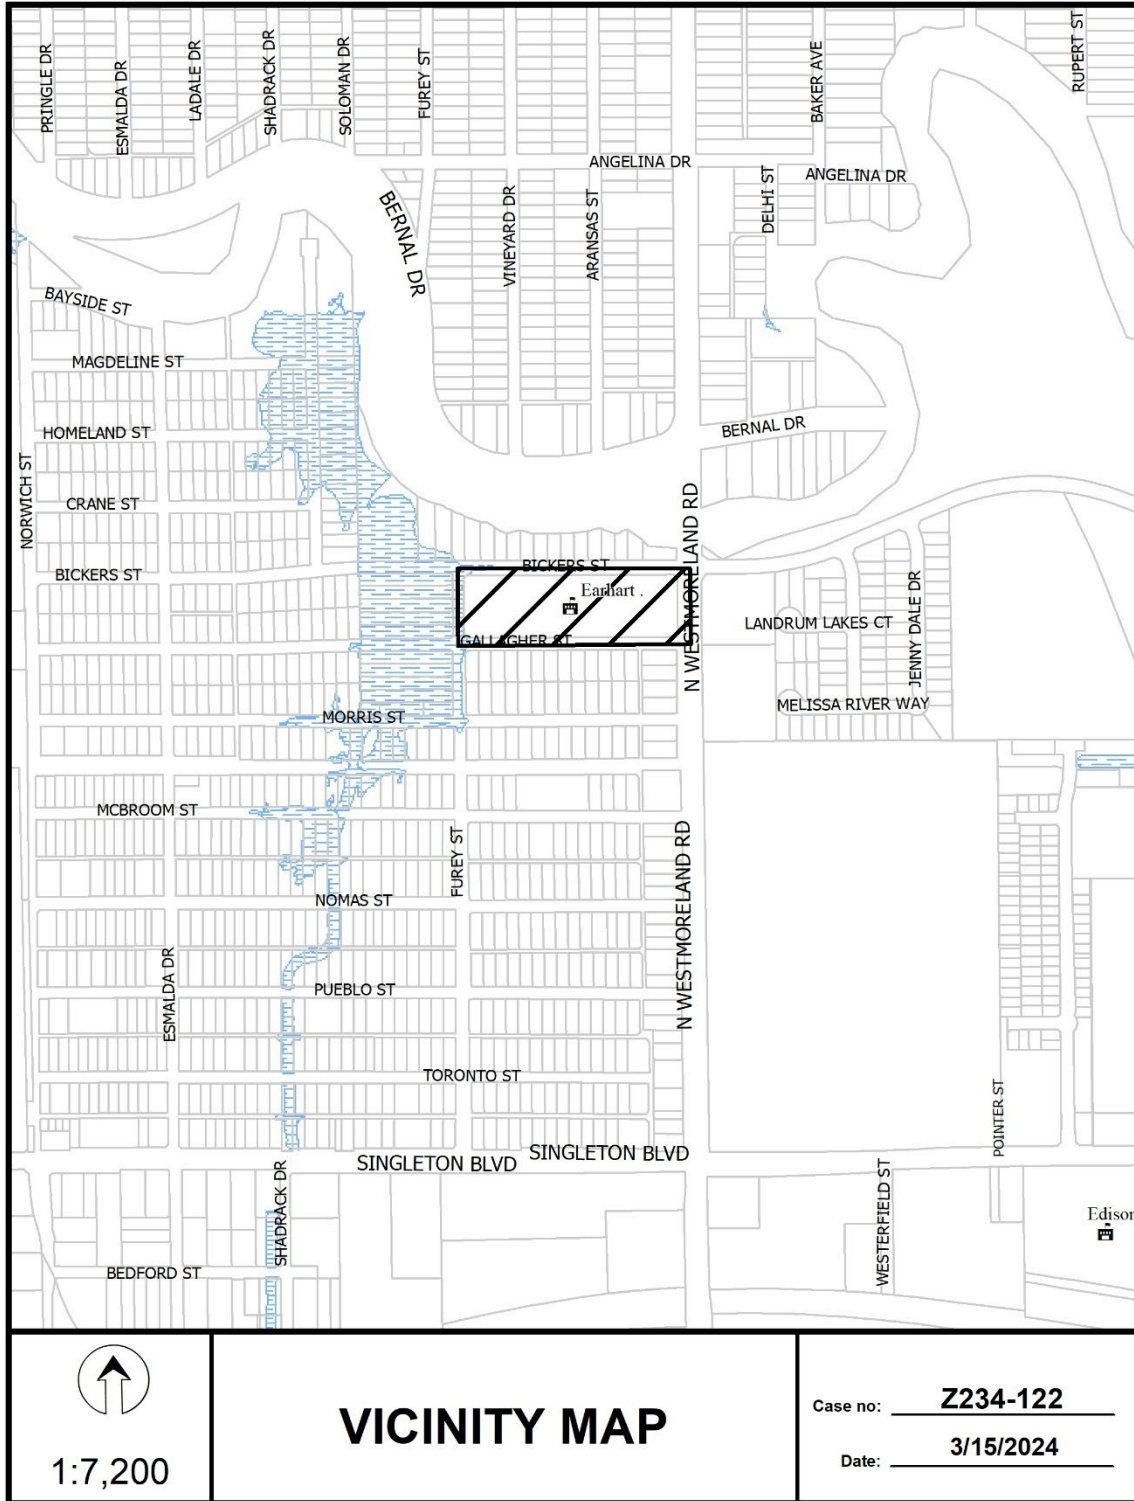 PRINGLE DR
ESMALDA DR
LADALE DR
SHADRACK DR
SOLOMAN DR
FUREY ST
BAKER AVE
RUPERT ST
ANGELINA DR
ANGELINA DR
DELHI ST
BERNAL DR
VINEYARD DR
ARANSAS ST
BAYSIDE ST
MAGDELINE ST
HOMELAND ST
BERNAL DR
NORWICH ST
CRANE ST
N WESTMORELAND RD
BICKERS ST
BICKERS ST
Earhart .
GALLAGHER ST
LANDRUM LAKES CT
JENNY DALE DR
MELISSA RIVER WAY
MORRIS ST
MCBROOM ST
FUREY ST
N WESTMORELAND RD
NOMAS ST
ESMALDA DR
PUEBLO ST
TORONTO ST
POINTER ST
SINGLETON BLVD
SINGLETON BLVD
SHADRACK DR
WESTERFIELD ST
Edison
BEDFORD ST
1:7,200
VICINITY MAP
Case no: Z234-122
Date: 3/15/2024